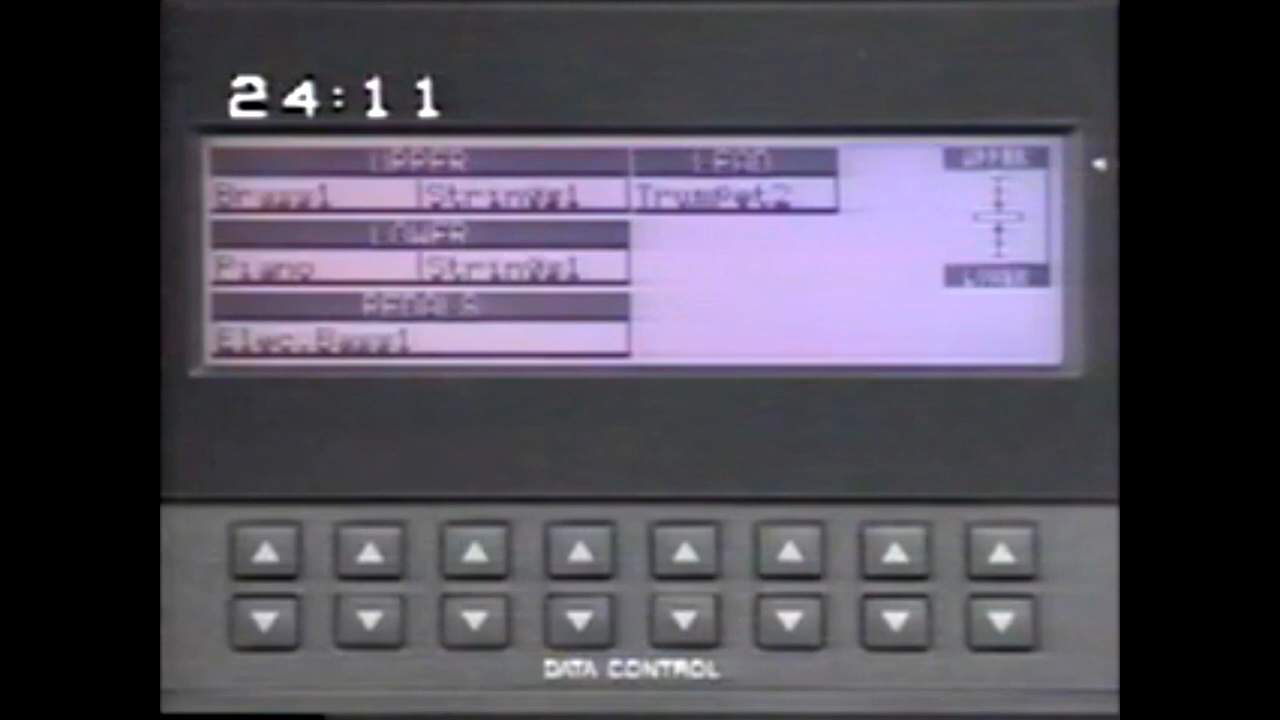 24:11
UPPER LEAD UPPER
Brass1 Strings1 Trumpet2
LOWER
Piano Strings1 LOWER
PEDALS
Elec.Bass1
DATA CONTROL